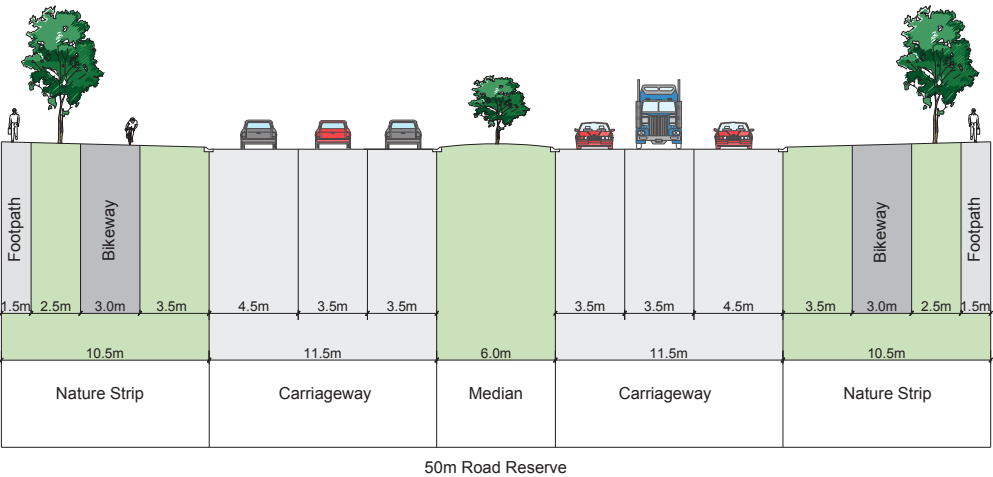 Footpath
Bikeway
Bikeway
Footpath
1.5m 2.5m 3.0m 3.5m 4.5m 3.5m 3.5m 3.5m 3.5m 4.5m 3.5m 3.0m 2.5m 1.5m
10.5m 11.5m 6.0m 11.5m 10.5m
Nature Strip Carriageway Median Carriageway Nature Strip
50m Road Reserve